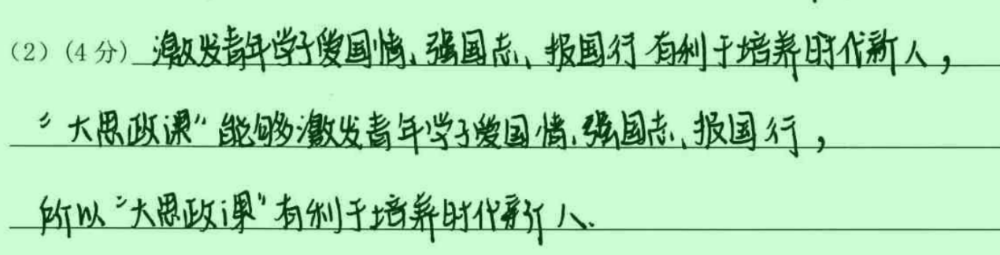 （2）（4 分）激发青年学子爱国情、强国志、报国行 有利于培养时代新人，
“大思政课”能够激发青年学子爱国情、强国志、报国行，
所以“大思政课”有利于培养时代新人、